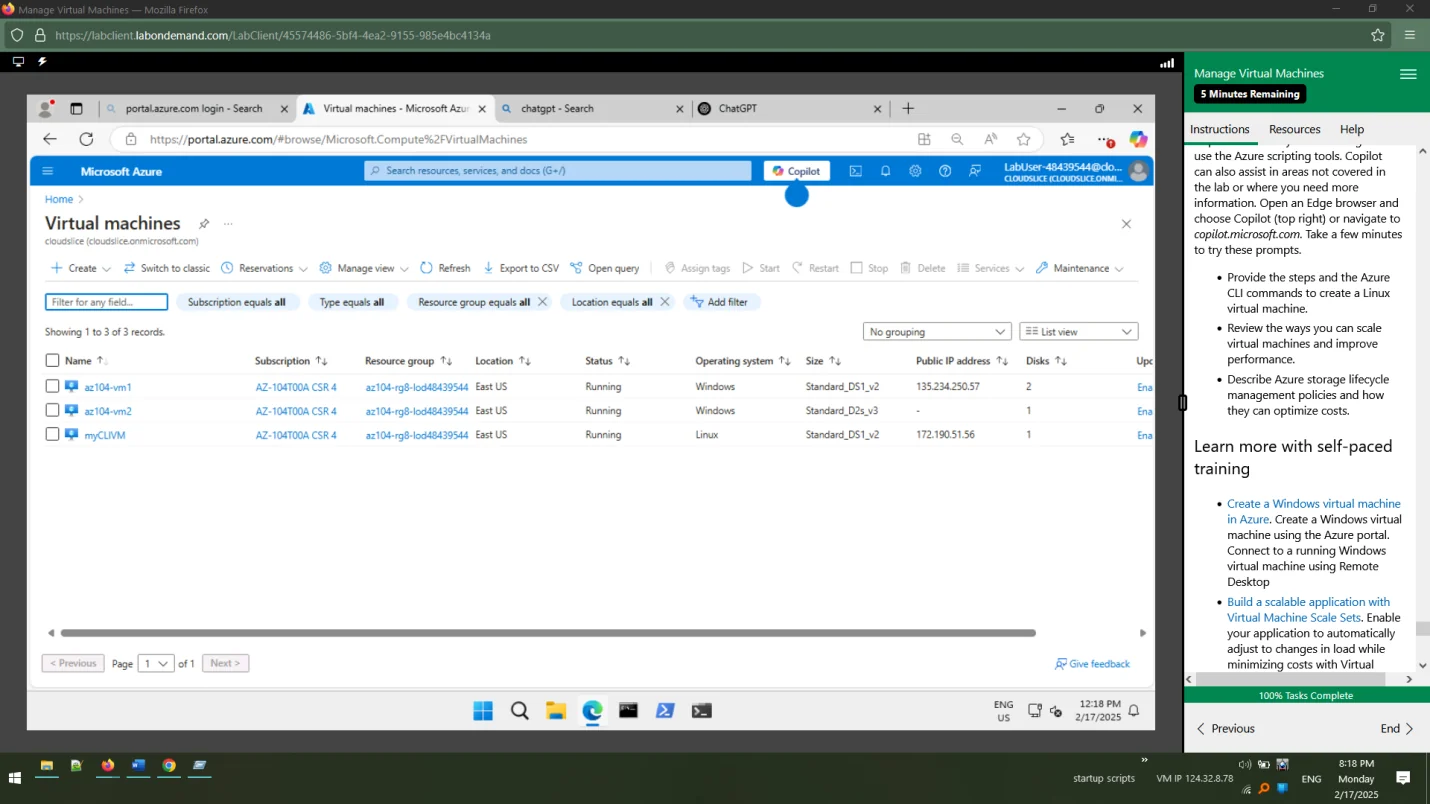 Manage Virtual Machines — Mozilla Firefox
https://labclient.labondemand.com/LabClient/45574486-5bf4-4ea2-9155-985e4bc4134a
portal.azure.com login - Search
Virtual machines - Microsoft Azur
chatgpt - Search
ChatGPT
https://portal.azure.com/#browse/Microsoft.Compute%2FVirtualMachines
Microsoft Azure
Search resources, services, and docs (G+/)
Copilot
LabUser-48439544@clo...
CLOUDSLICE (CLOUDSLICE.ONMI...
Home
Virtual machines
cloudslice (cloudslice.onmicrosoft.com)
Create Switch to classic Reservations Manage view Refresh Export to CSV Open query Assign tags Start Restart Stop Delete Services Maintenance
Filter for any field... Subscription equals all Type equals all Resource group equals all Location equals all Add filter
Showing 1 to 3 of 3 records.
No grouping List view
Name Subscription Resource group Location Status Operating system Size Public IP address Disks Upd
az104-vm1 AZ-104T00A CSR 4 az104-rg8-lod48439544 East US Running Windows Standard_DS1_v2 135.234.250.57 2 Ena
az104-vm2 AZ-104T00A CSR 4 az104-rg8-lod48439544 East US Running Windows Standard_D2s_v3 - 1 Ena
myCLIVM AZ-104T00A CSR 4 az104-rg8-lod48439544 East US Running Linux Standard_DS1_v2 172.190.51.56 1 Ena
< Previous Page 1 of 1 Next >
Give feedback
ENG
US
12:18 PM
2/17/2025
Manage Virtual Machines
5 Minutes Remaining
Instructions Resources Help
use the Azure scripting tools. Copilot
can also assist in areas not covered in
the lab or where you need more
information. Open an Edge browser and
choose Copilot (top right) or navigate to
copilot.microsoft.com. Take a few minutes
to try these prompts.
• Provide the steps and the Azure
CLI commands to create a Linux
virtual machine.
• Review the ways you can scale
virtual machines and improve
performance.
• Describe Azure storage lifecycle
management policies and how
they can optimize costs.
Learn more with self-paced
training
• Create a Windows virtual machine
in Azure. Create a Windows virtual
machine using the Azure portal.
Connect to a running Windows
virtual machine using Remote
Desktop
• Build a scalable application with
Virtual Machine Scale Sets. Enable
your application to automatically
adjust to changes in load while
minimizing costs with Virtual
100% Tasks Complete
Previous End
startup scripts
VM IP 124.32.8.78
ENG
8:18 PM
Monday
2/17/2025